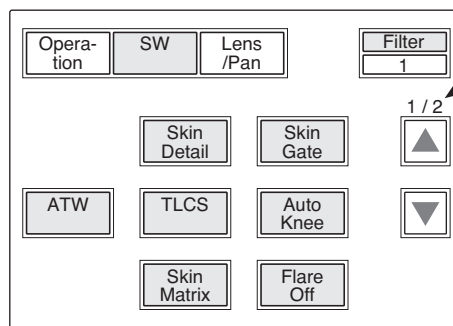 Opera-
tion
SW
Lens
/Pan
Filter
1
1 / 2
Skin
Detail
Skin
Gate
ATW
TLCS
Auto
Knee
Skin
Matrix
Flare
Off